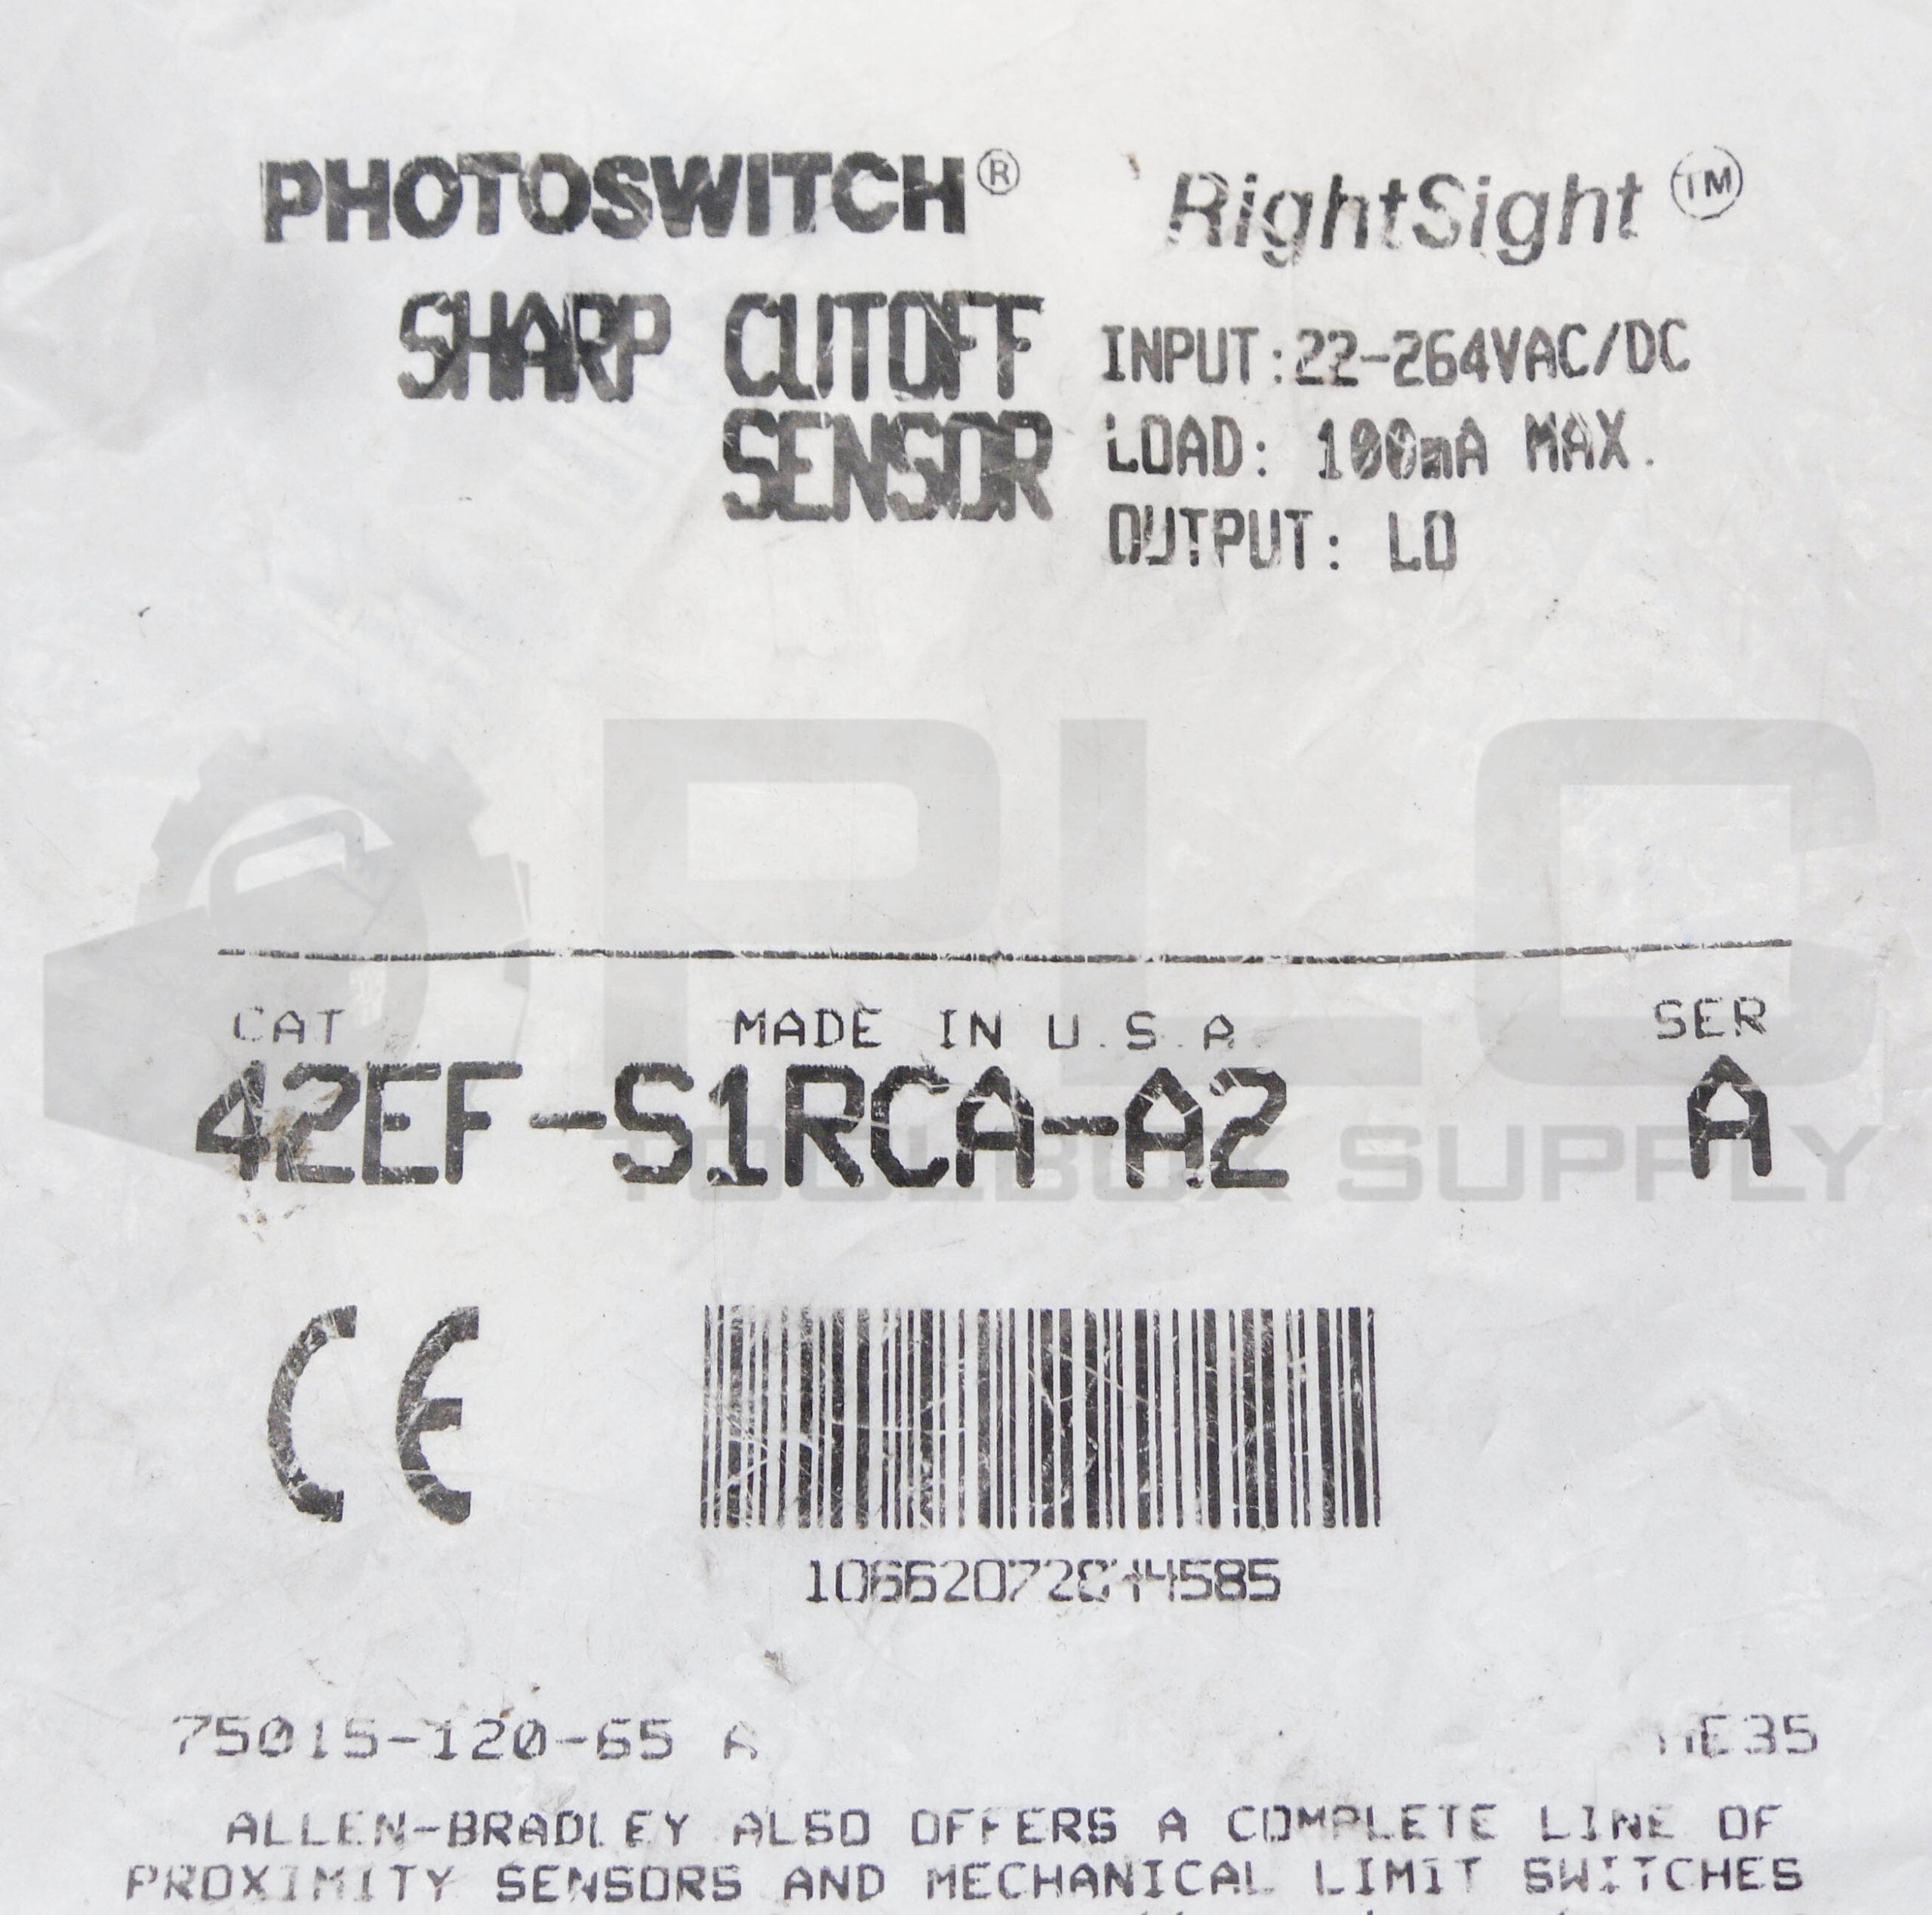 PHOTOSWITCH® RightSight™
SHARP CUTOFF
SENSOR
INPUT:22-264VAC/DC
LOAD: 100mA MAX.
OUTPUT: LO
PLC
TOOLBOX SUPPLY
CAT MADE IN U.S.A. SER
42EF-S1RCA-A2 A
CE
75015-120-65 A
ALLEN-BRADLEY ALSO OFFERS A COMPLETE LINE OF
PROXIMITY SENSORS AND MECHANICAL LIMIT SWITCHES